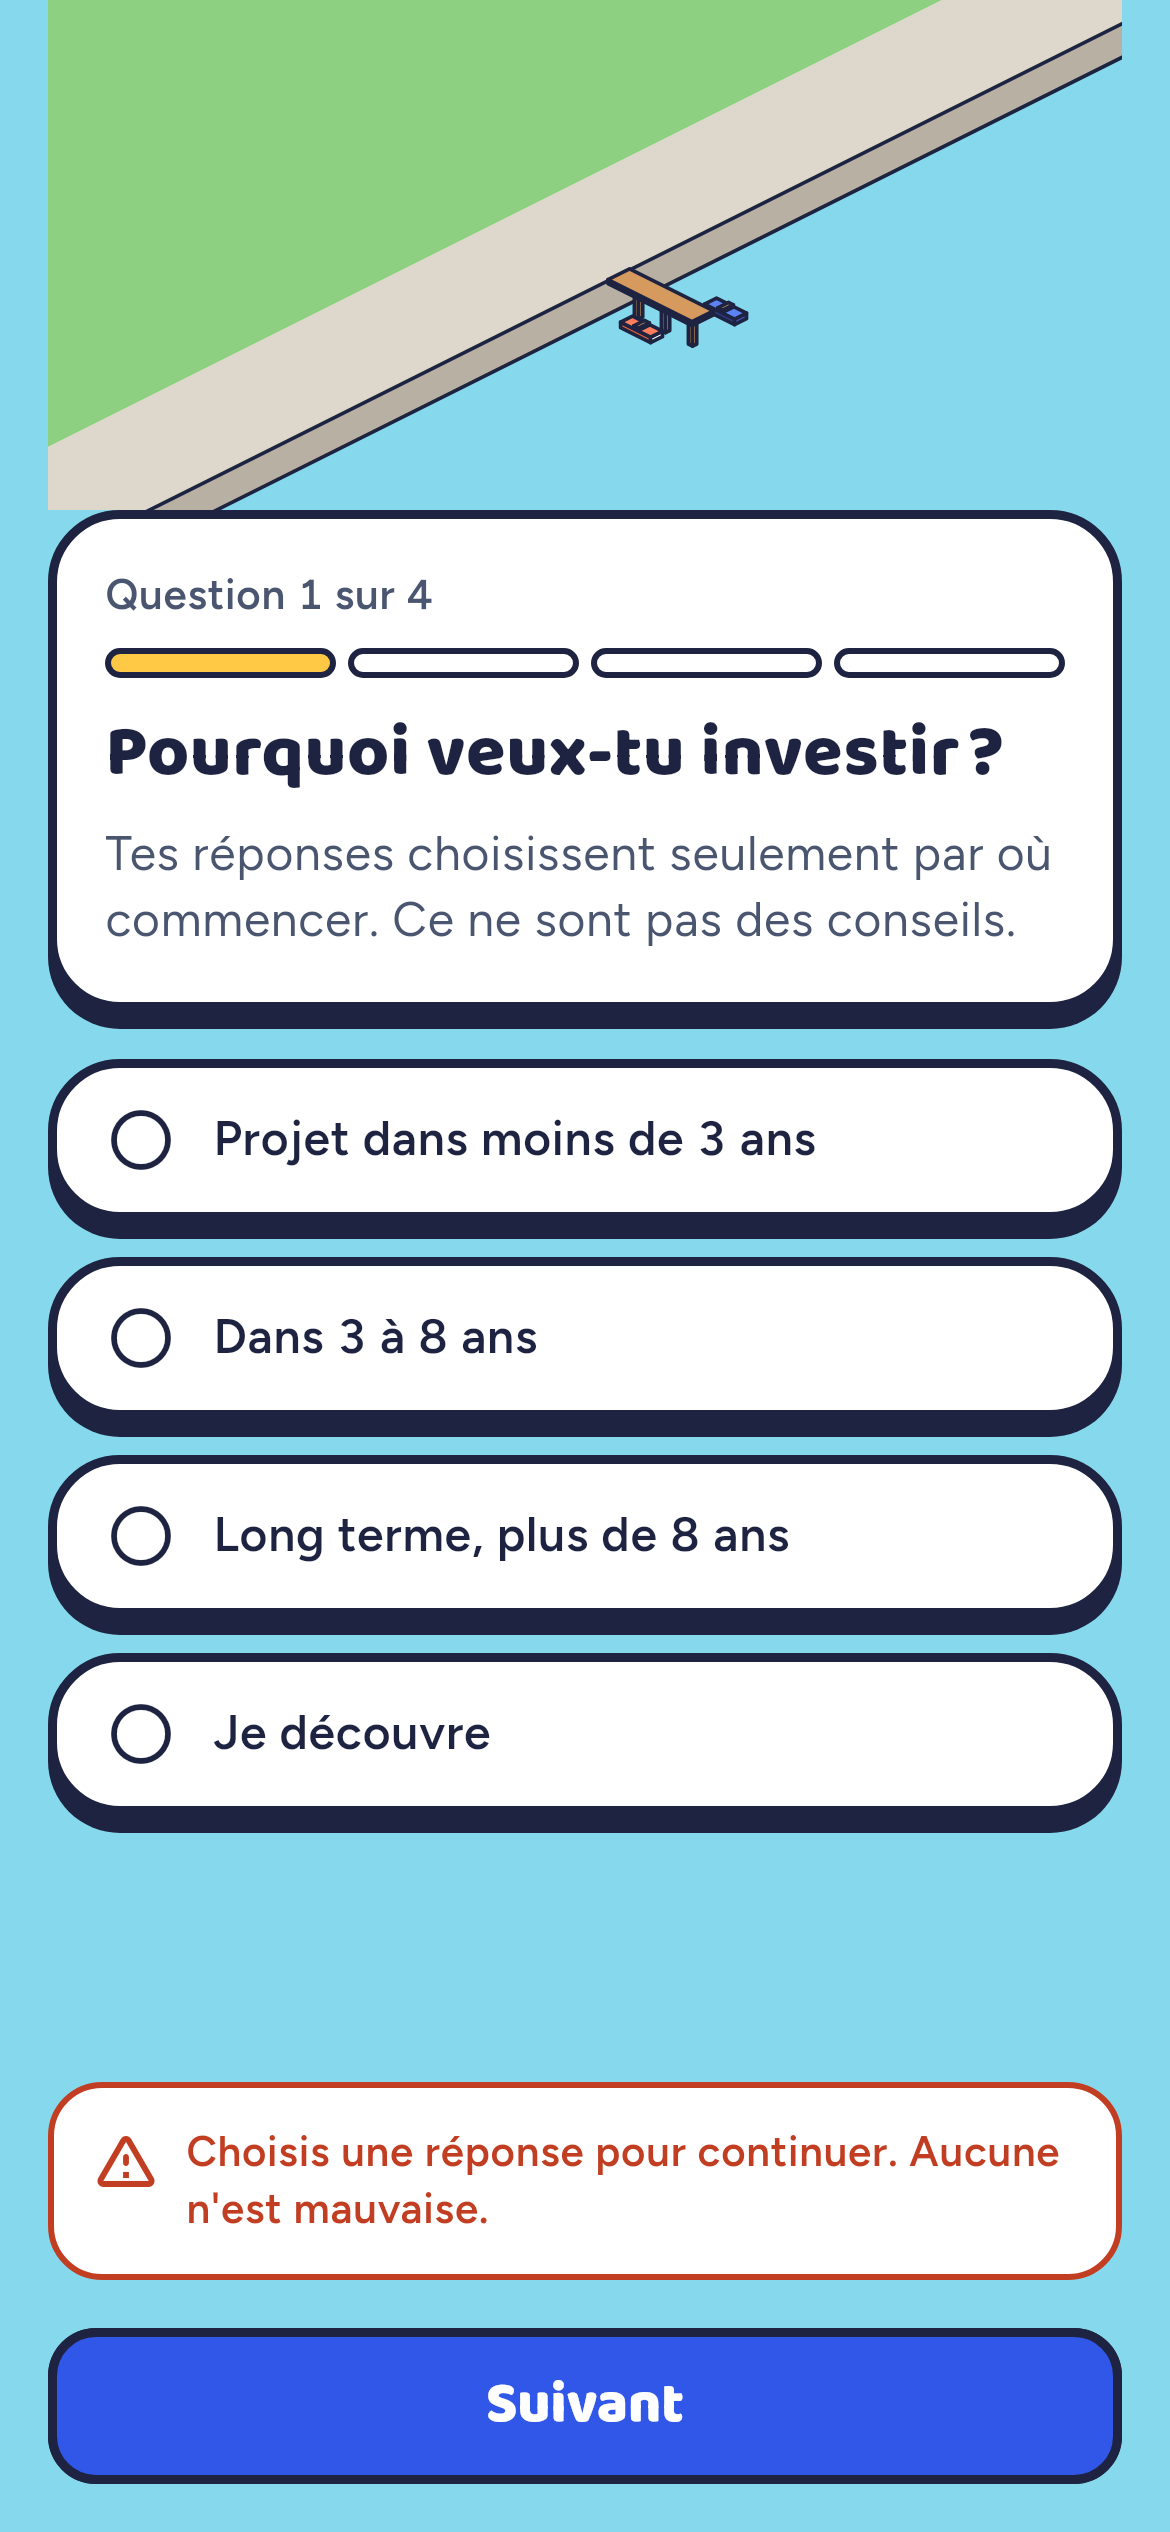 Question 1 sur 4
Pourquoi veux-tu investir ?
Tes réponses choisissent seulement par où
commencer. Ce ne sont pas des conseils.
Projet dans moins de 3 ans
Dans 3 à 8 ans
Long terme, plus de 8 ans
Je découvre
Choisis une réponse pour continuer. Aucune
n'est mauvaise.
Suivant